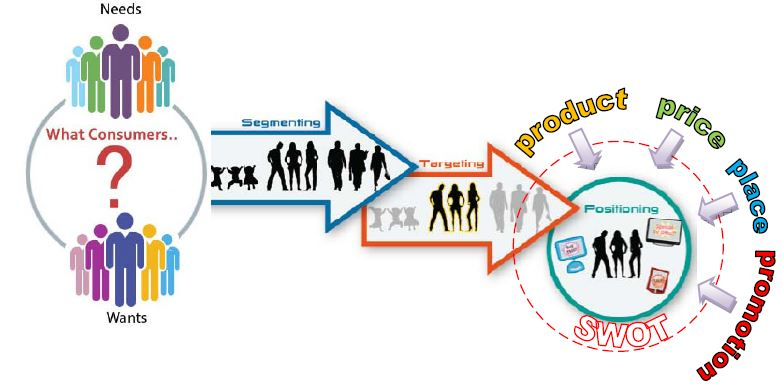 Needs
What Consumers..
?
Wants
Segmenting
Targeting
Positioning
product
price
place
promotion
SWOT